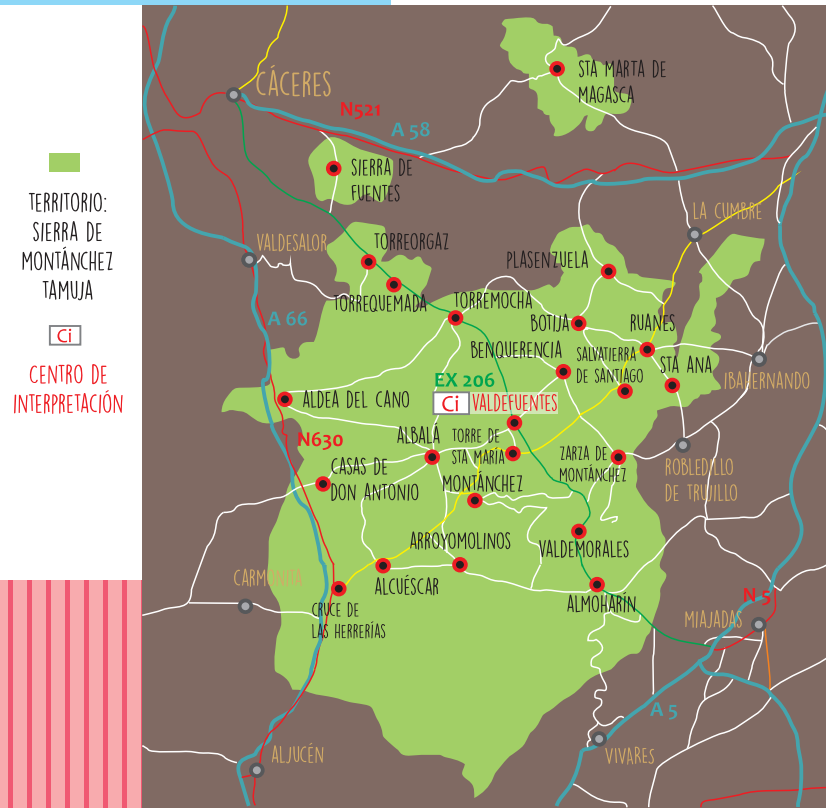 TERRITORIO:
SIERRA DE
MONTÁNCHEZ
TAMUJA
Ci
CENTRO DE
INTERPRETACIÓN
CÁCERES
N521
A 58
STA MARTA DE
MAGASCA
SIERRA DE
FUENTES
LA CUMBRE
VALDESALOR
TORREORGAZ
PLASENZUELA
TORREQUEMADA
TORREMOCHA
A 66
BOTIJA
RUANES
BENQUERENCIA
SALVATIERRA
DE SANTIAGO
STA ANA
IBAHERNANDO
EX 206
ALDEA DEL CANO
Ci VALDEFUENTES
N630
ALBALÁ
TORRE DE
STA MARÍA
ZARZA DE
MONTÁNCHEZ
ROBLEDILLO
DE TRUJILLO
CASAS DE
DON ANTONIO
MONTÁNCHEZ
ARROYOMOLINOS
VALDEMORALES
CARMONITA
ALCUÉSCAR
ALMOHARÍN
N 5
CRUCE DE
LAS HERRERÍAS
MIAJADAS
A 5
ALJUCÉN
VIVARES